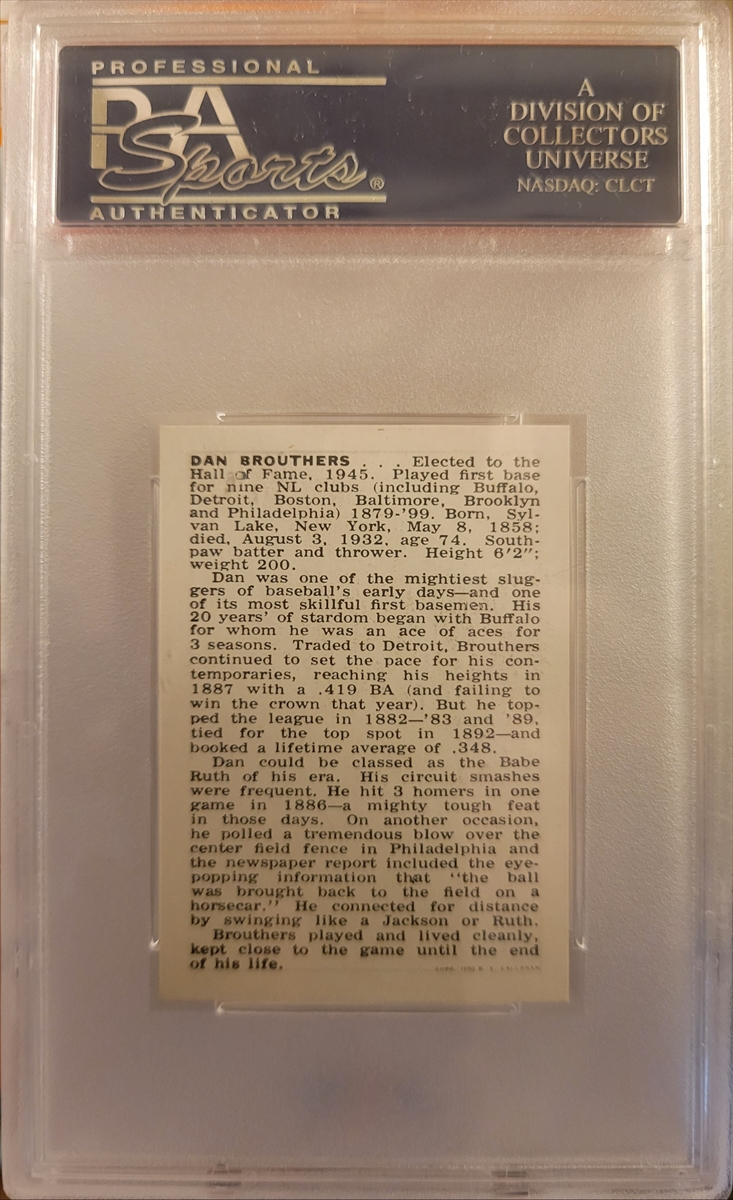 PROFESSIONAL
PSA
Sports®
AUTHENTICATOR
A
DIVISION OF
COLLECTORS
UNIVERSE
NASDAQ: CLCT
DAN BROUTHERS . . . Elected to the
Hall of Fame, 1945. Played first base
for nine NL clubs (including Buffalo,
Detroit, Boston, Baltimore, Brooklyn
and Philadelphia) 1879-'99. Born, Syl-
van Lake, New York, May 8, 1858;
died, August 3, 1932, age 74. South-
paw batter and thrower. Height 6'2";
weight 200.
Dan was one of the mightiest slug-
gers of baseball's early days—and one
of its most skillful first basemen. His
20 years' of stardom began with Buffalo
for whom he was an ace of aces for
3 seasons. Traded to Detroit, Brouthers
continued to set the pace for his con-
temporaries, reaching his heights in
1887 with a .419 BA (and failing to
win the crown that year). But he top-
ped the league in 1882—'83 and '89,
tied for the top spot in 1892—and
booked a lifetime average of .348.
Dan could be classed as the Babe
Ruth of his era. His circuit smashes
were frequent. He hit 3 homers in one
game in 1886—a mighty tough feat
in those days. On another occasion,
he polled a tremendous blow over the
center field fence in Philadelphia and
the newspaper report included the eye-
popping information that "the ball
was brought back to the field on a
horsecar." He connected for distance
by swinging like a Jackson or Ruth.
Brouthers played and lived cleanly,
kept close to the game until the end
of his life.